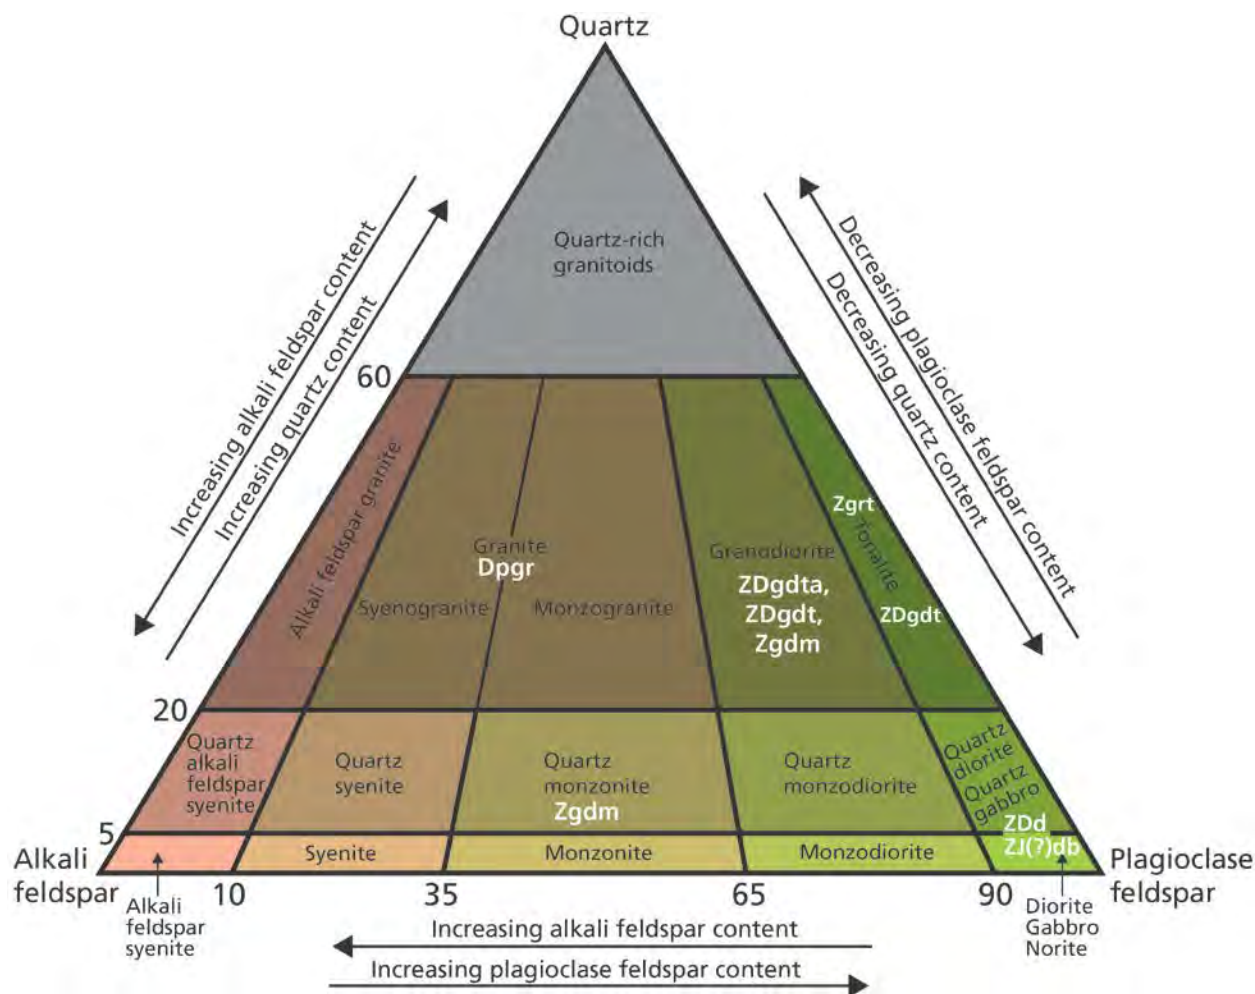 Quartz
Increasing alkali feldspar content
Increasing quartz content
Decreasing plagioclase feldspar content
Decreasing quartz content
Quartz-rich
granitoids
60
Alkali feldspar granite
Granite
Dpgr
Syenogranite
Monzogranite
Granodiorite
ZDgdta,
ZDgdt,
Zgdm
Zgrt
Tonalite
ZDgdt
20
Quartz
alkali
feldspar
syenite
Quartz
syenite
Quartz
monzonite
Zgdm
Quartz
monzodiorite
Quartz
diorite
Quartz
gabbro
ZDd
ZJ(?)db
5
Alkali
feldspar
Syenite
Monzonite
Monzodiorite
Plagioclase
feldspar
10
35
65
90
Alkali
feldspar
syenite
Diorite
Gabbro
Norite
Increasing alkali feldspar content
Increasing plagioclase feldspar content